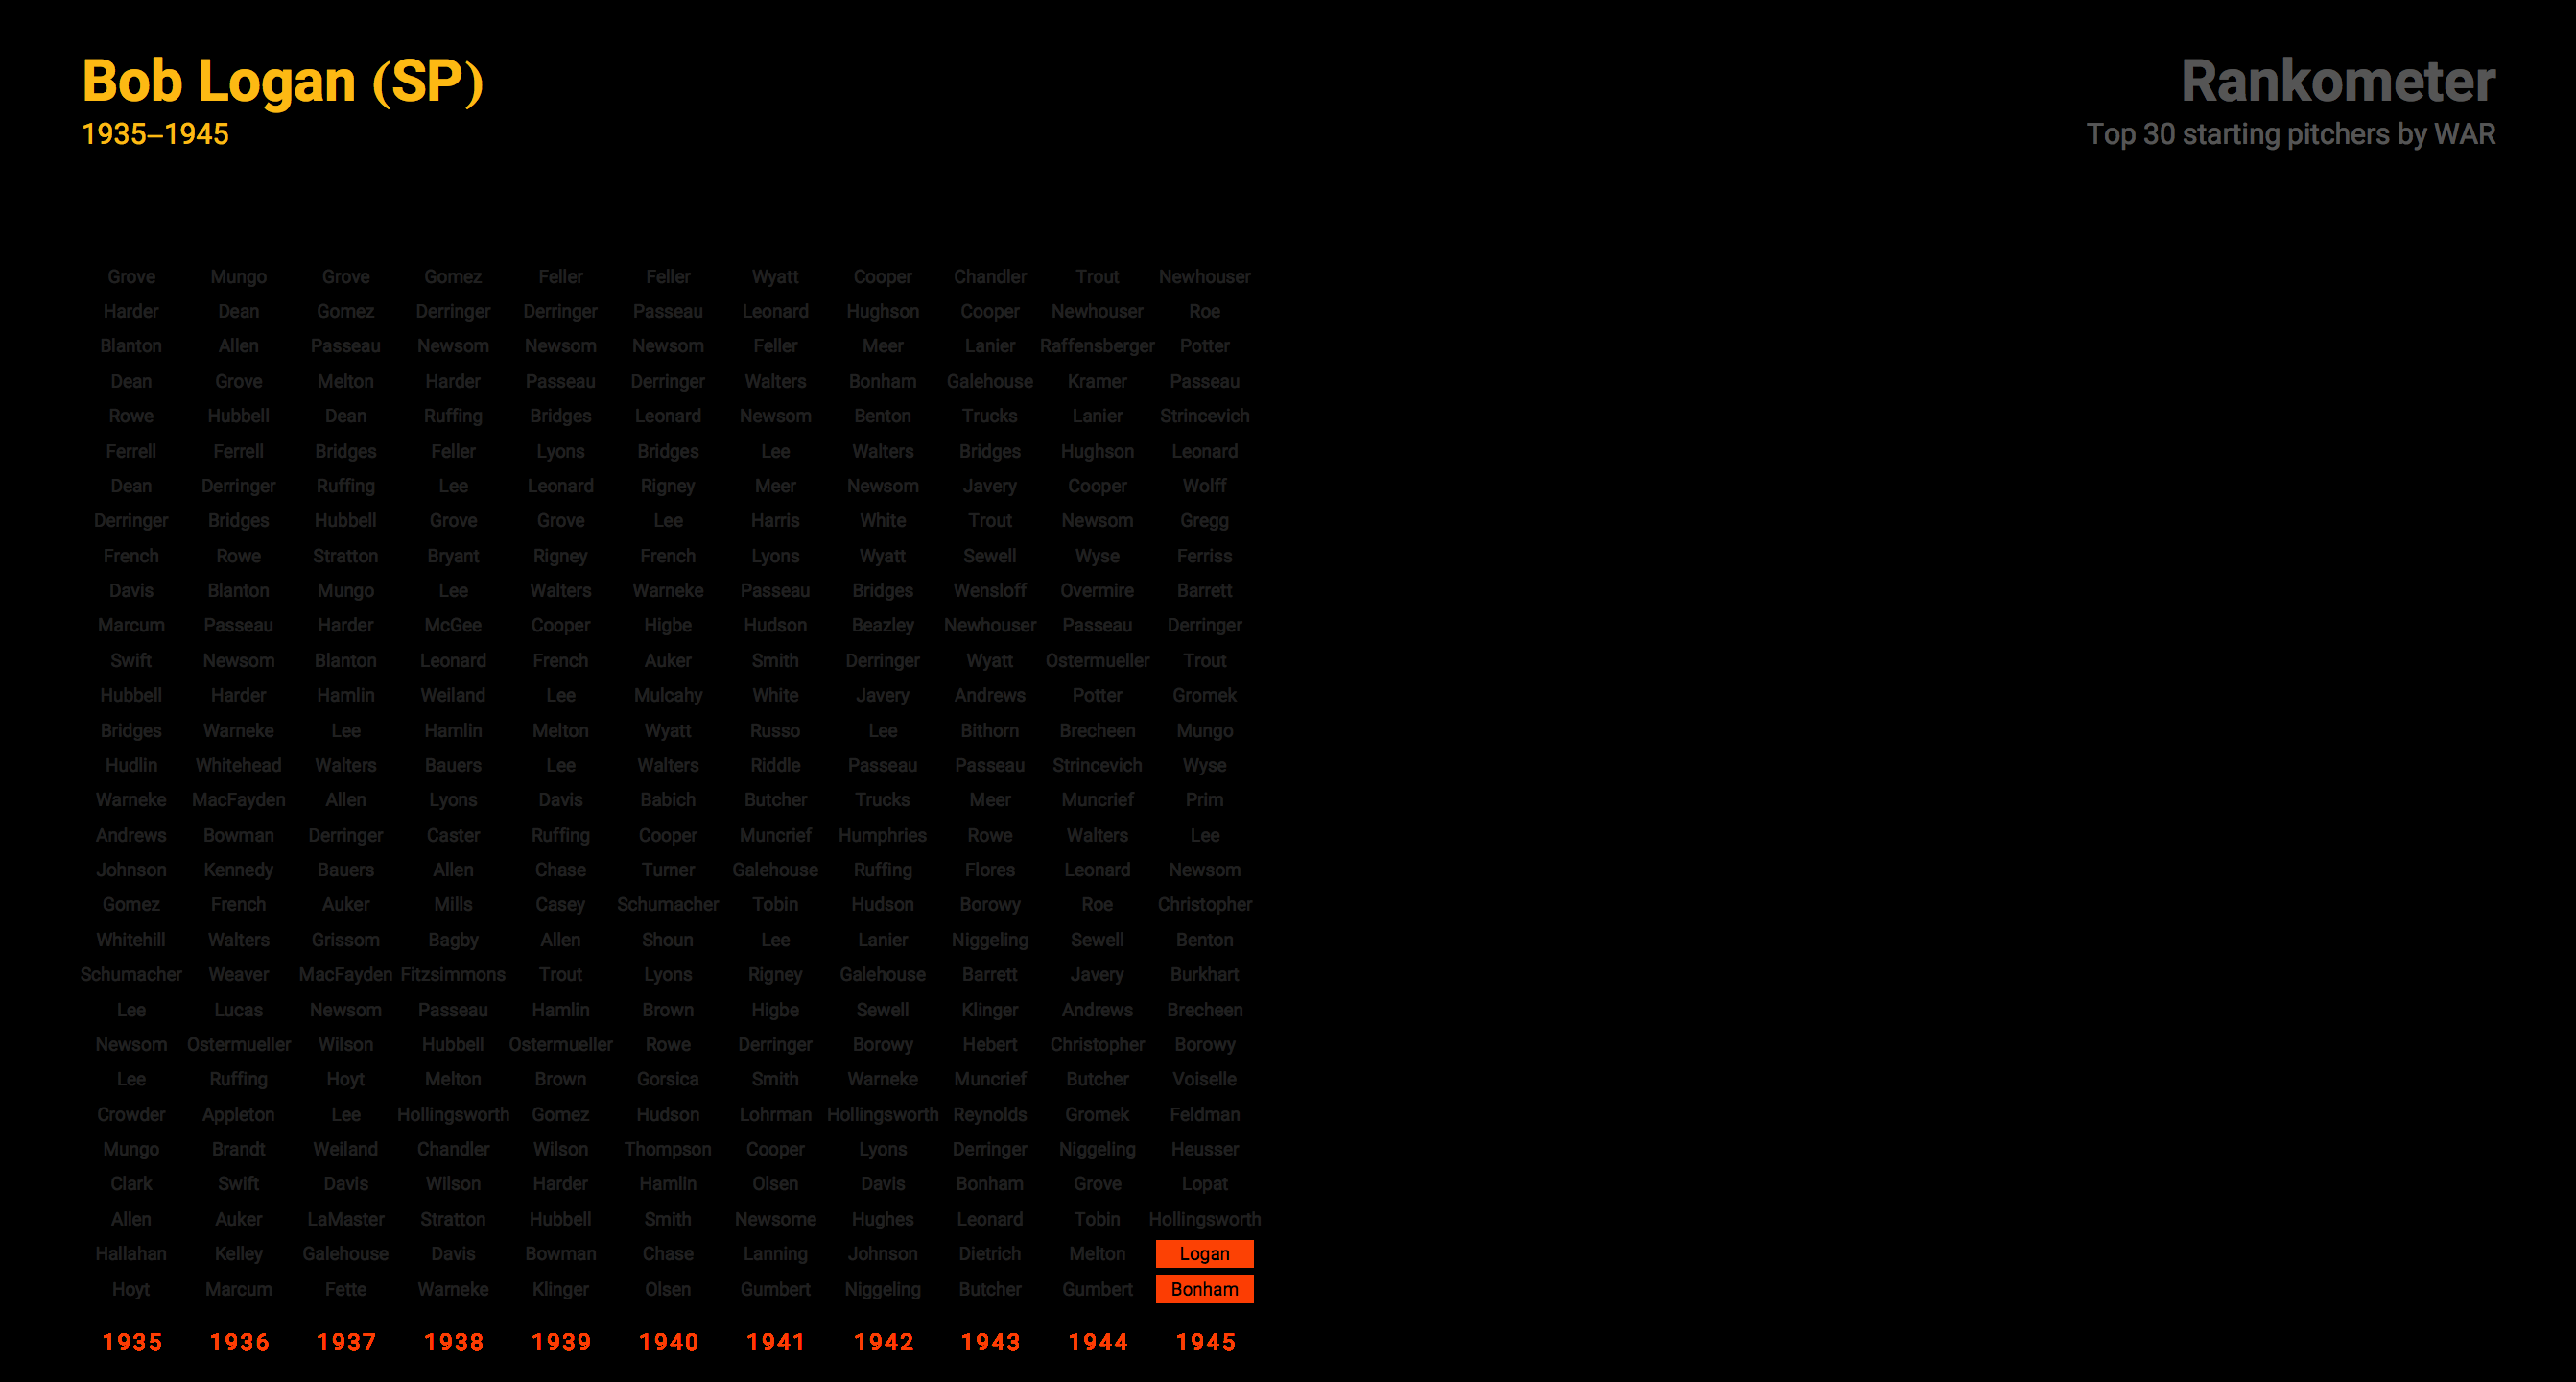 Bob Logan (SP)
1935–1945
Rankometer
Top 30 starting pitchers by WAR
Grove Mungo Grove Gomez Feller Feller Wyatt Cooper Chandler Trout Newhouser
Harder Dean Gomez Derringer Derringer Passeau Leonard Hughson Cooper Newhouser Roe
Blanton Allen Passeau Newsom Newsom Newsom Feller Meer Lanier Raffensberger Potter
Dean Grove Melton Harder Passeau Derringer Walters Bonham Galehouse Kramer Passeau
Rowe Hubbell Dean Ruffing Bridges Leonard Newsom Benton Trucks Lanier Strincevich
Ferrell Ferrell Bridges Feller Lyons Bridges Lee Walters Bridges Hughson Leonard
Dean Derringer Ruffing Lee Leonard Rigney Meer Newsom Javery Cooper Wolff
Derringer Bridges Hubbell Grove Grove Lee Harris White Trout Newsom Gregg
French Rowe Stratton Bryant Rigney French Lyons Wyatt Sewell Wyse Ferriss
Davis Blanton Mungo Lee Walters Warneke Passeau Bridges Wensloff Overmire Barrett
Marcum Passeau Harder McGee Cooper Higbe Hudson Beazley Newhouser Passeau Derringer
Swift Newsom Blanton Leonard French Auker Smith Derringer Wyatt Ostermueller Trout
Hubbell Harder Hamlin Weiland Lee Mulcahy White Javery Andrews Potter Gromek
Bridges Warneke Lee Hamlin Melton Wyatt Russo Lee Bithorn Brecheen Mungo
Hudlin Whitehead Walters Bauers Lee Walters Riddle Passeau Passeau Strincevich Wyse
Warneke MacFayden Allen Lyons Davis Babich Butcher Trucks Meer Muncrief Prim
Andrews Bowman Derringer Caster Ruffing Cooper Muncrief Humphries Rowe Walters Lee
Johnson Kennedy Bauers Allen Chase Turner Galehouse Ruffing Flores Leonard Newsom
Gomez French Auker Mills Casey Schumacher Tobin Hudson Borowy Roe Christopher
Whitehill Walters Grissom Bagby Allen Shoun Lee Lanier Niggeling Sewell Benton
Schumacher Weaver MacFayden Fitzsimmons Trout Lyons Rigney Galehouse Barrett Javery Burkhart
Lee Lucas Newsom Passeau Hamlin Brown Higbe Sewell Klinger Andrews Brecheen
Newsom Ostermueller Wilson Hubbell Ostermueller Rowe Derringer Borowy Hebert Christopher Borowy
Lee Ruffing Hoyt Melton Brown Gorsica Smith Warneke Muncrief Butcher Voiselle
Crowder Appleton Lee Hollingsworth Gomez Hudson Lohrman Hollingsworth Reynolds Gromek Feldman
Mungo Brandt Weiland Chandler Wilson Thompson Cooper Lyons Derringer Niggeling Heusser
Clark Swift Davis Wilson Harder Hamlin Olsen Davis Bonham Grove Lopat
Allen Auker LaMaster Stratton Hubbell Smith Newsome Hughes Leonard Tobin Hollingsworth
Hallahan Kelley Galehouse Davis Bowman Chase Lanning Johnson Dietrich Melton Logan
Hoyt Marcum Fette Warneke Klinger Olsen Gumbert Niggeling Butcher Gumbert Bonham
1935 1936 1937 1938 1939 1940 1941 1942 1943 1944 1945